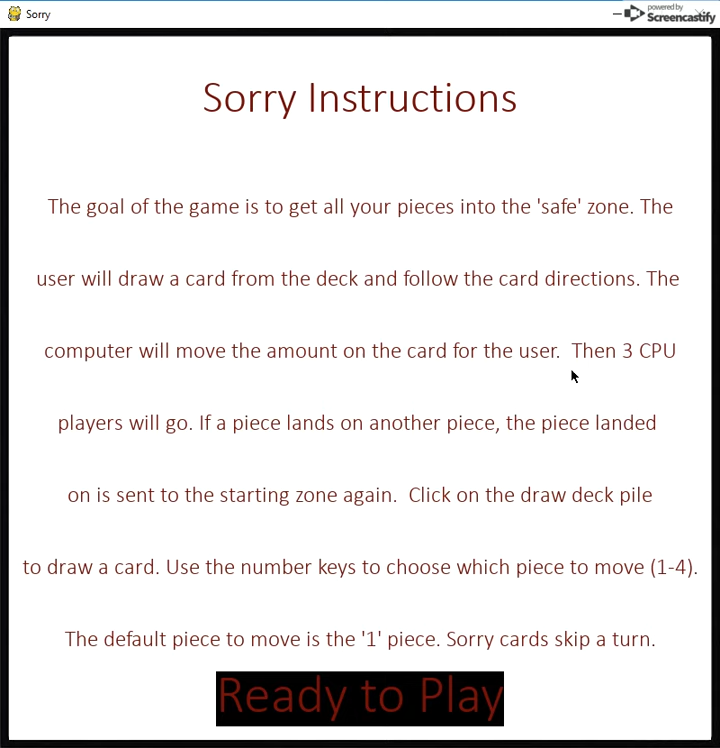 Sorry
powered by
Screencastify
Sorry Instructions
The goal of the game is to get all your pieces into the 'safe' zone. The
user will draw a card from the deck and follow the card directions. The
computer will move the amount on the card for the user.  Then 3 CPU
players will go. If a piece lands on another piece, the piece landed
on is sent to the starting zone again.  Click on the draw deck pile
to draw a card. Use the number keys to choose which piece to move (1-4).
The default piece to move is the '1' piece. Sorry cards skip a turn.
Ready to Play